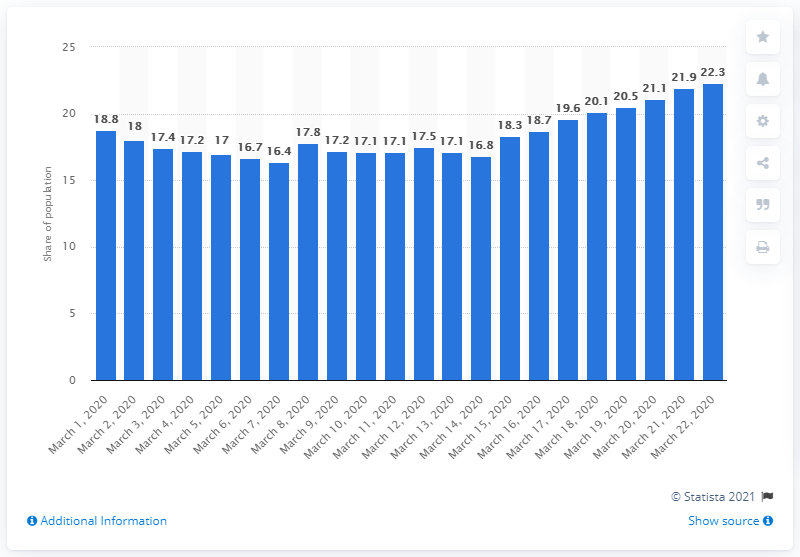 25
20
15
10
5
0
Share of population
18.8
18
17.4
17.2
17
16.7
16.4
17.8
17.2
17.1
17.1
17.5
17.1
16.8
18.3
18.7
19.6
20.1
20.5
21.1
21.9
22.3
March 1, 2020
March 2, 2020
March 3, 2020
March 4, 2020
March 5, 2020
March 6, 2020
March 7, 2020
March 8, 2020
March 9, 2020
March 10, 2020
March 11, 2020
March 12, 2020
March 13, 2020
March 14, 2020
March 15, 2020
March 16, 2020
March 17, 2020
March 18, 2020
March 19, 2020
March 20, 2020
March 21, 2020
March 22, 2020
© Statista 2021
Additional Information
Show source